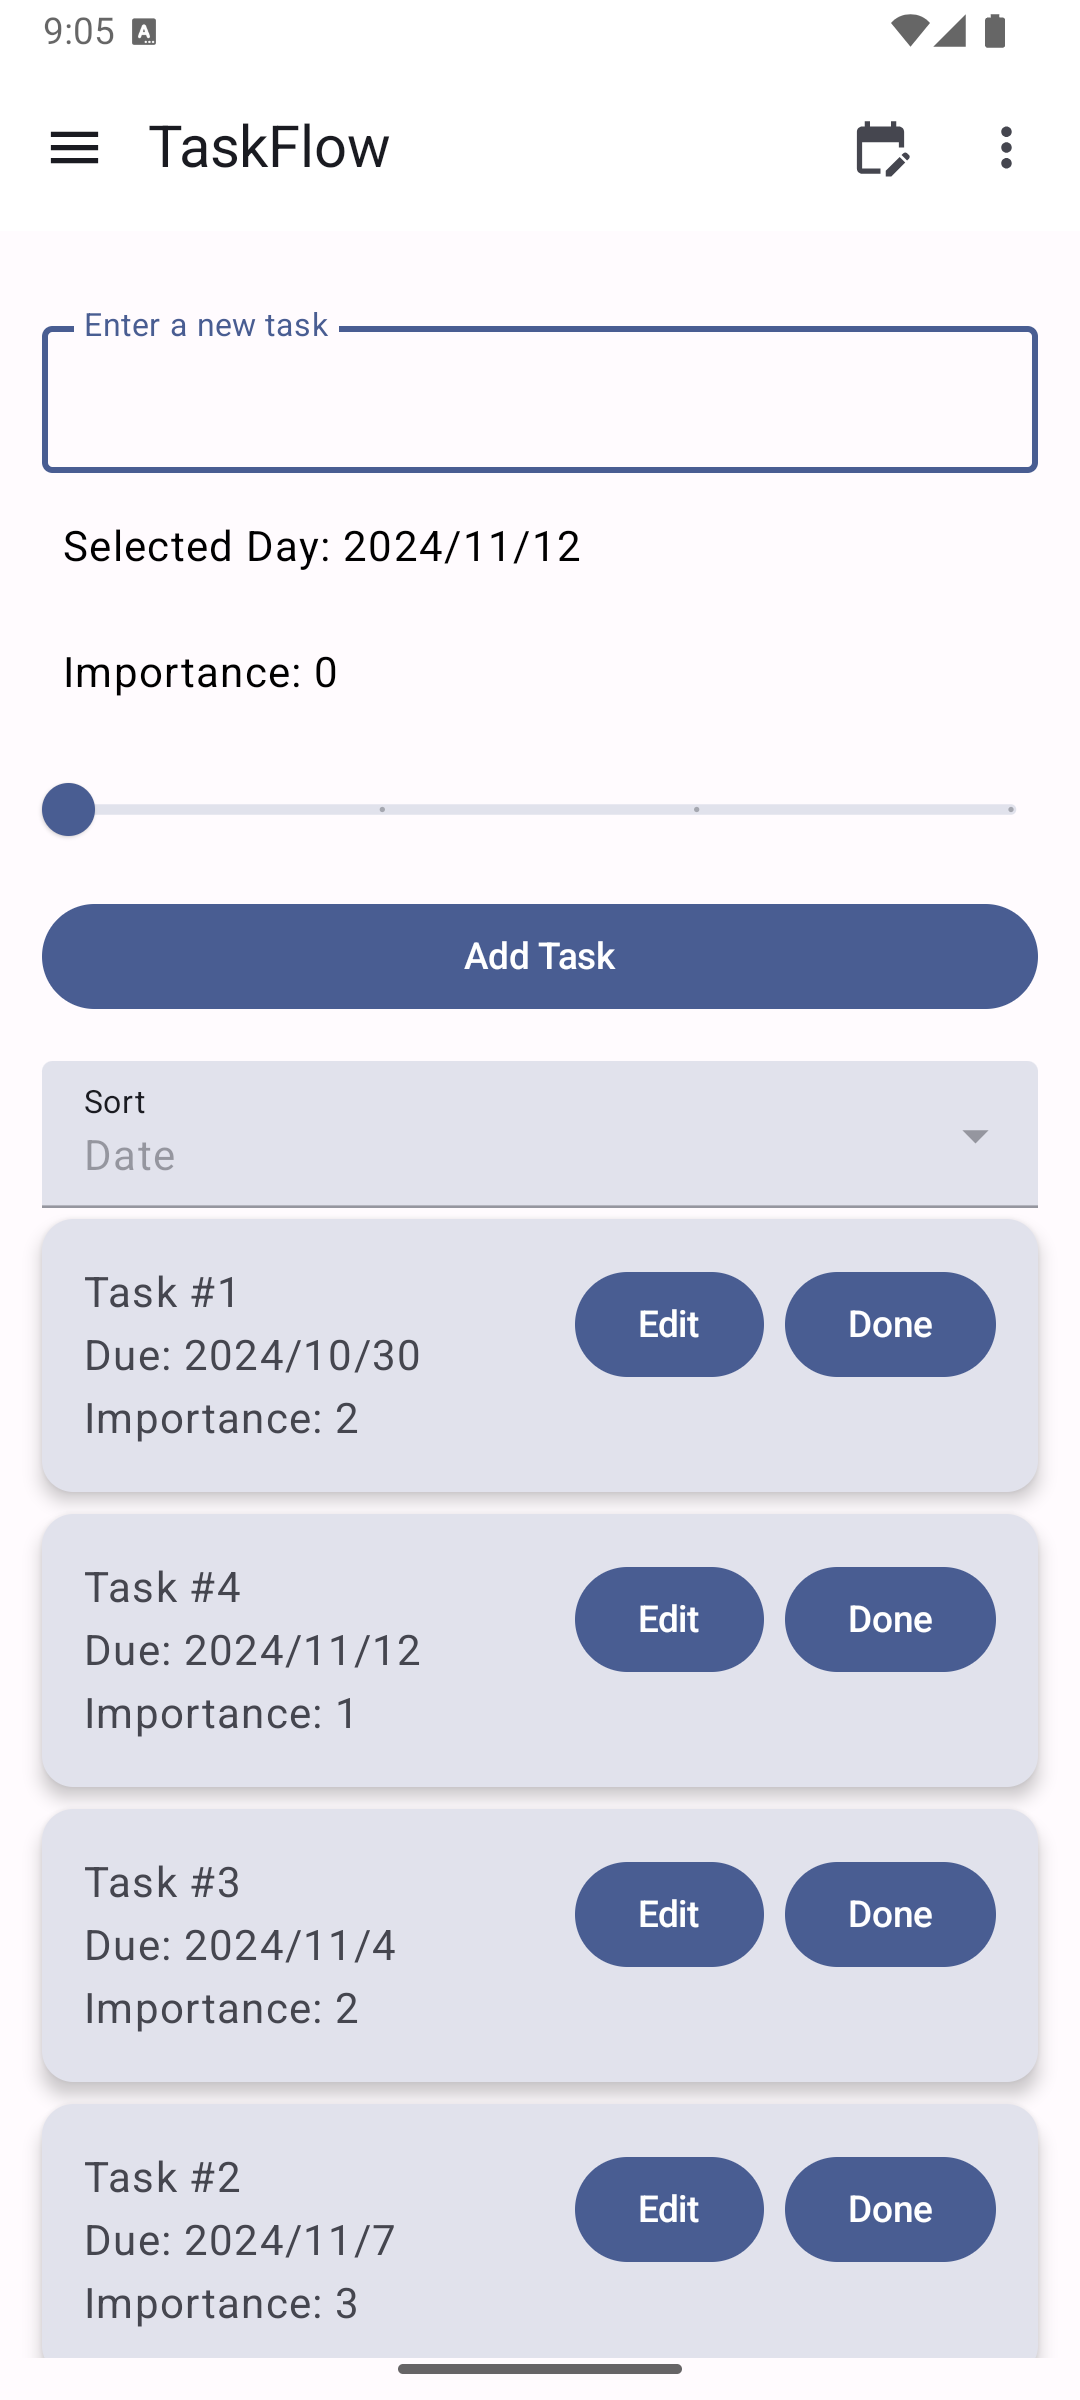 9:05
TaskFlow
Enter a new task
Selected Day: 2024/11/12
Importance: 0
Add Task
Sort
Date
Task #1
Due: 2024/10/30
Importance: 2
Edit
Done
Task #4
Due: 2024/11/12
Importance: 1
Edit
Done
Task #3
Due: 2024/11/4
Importance: 2
Edit
Done
Task #2
Due: 2024/11/7
Importance: 3
Edit
Done